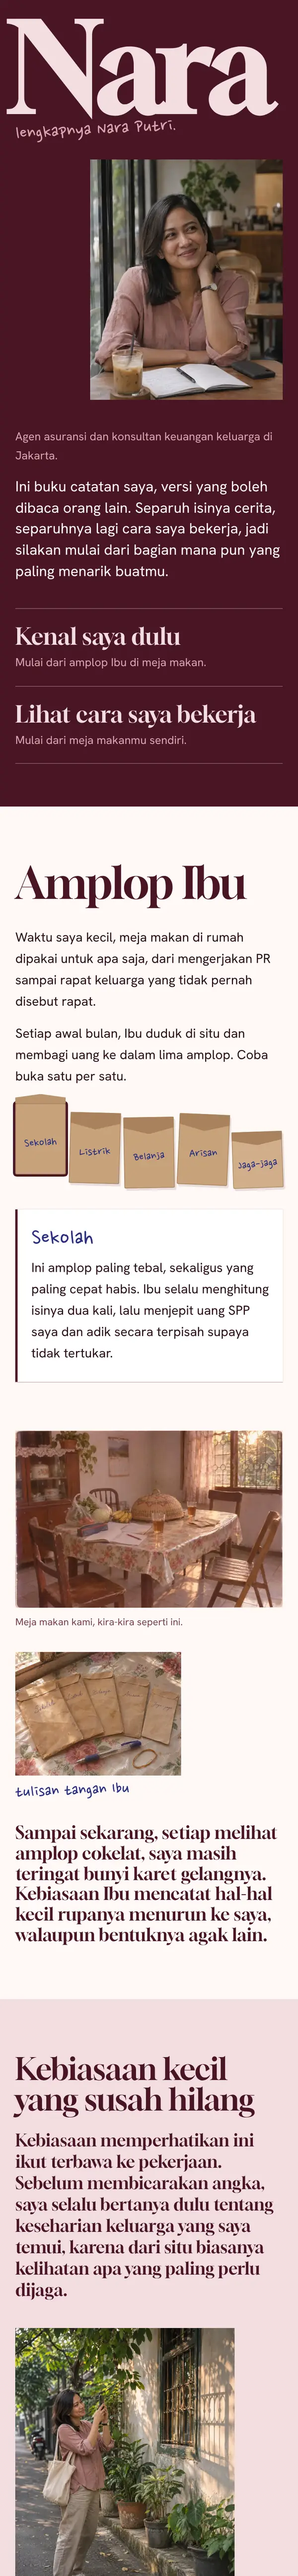 Nara
lengkapnya Nara Putri.
Agen asuransi dan konsultan keuangan keluarga di
Jakarta.
Ini buku catatan saya, versi yang boleh
dibaca orang lain. Separuh isinya cerita,
separuhnya lagi cara saya bekerja, jadi
silakan mulai dari bagian mana pun yang
paling menarik buatmu.
Kenal saya dulu
Mulai dari amplop Ibu di meja makan.
Lihat cara saya bekerja
Mulai dari meja makanmu sendiri.
Amplop Ibu
Waktu saya kecil, meja makan di rumah
dipakai untuk apa saja, dari mengerjakan PR
sampai rapat keluarga yang tidak pernah
disebut rapat.
Setiap awal bulan, Ibu duduk di situ dan
membagi uang ke dalam lima amplop. Coba
buka satu per satu.
Sekolah
Listrik
Belanja
Arisan
Jaga-jaga
Sekolah
Ini amplop paling tebal, sekaligus yang
paling cepat habis. Ibu selalu menghitung
isinya dua kali, lalu menjepit uang SPP
saya dan adik secara terpisah supaya
tidak tertukar.
Meja makan kami, kira-kira seperti ini.
tulisan tangan Ibu
Sampai sekarang, setiap melihat
amplop cokelat, saya masih
teringat bunyi karet gelangnya.
Kebiasaan Ibu mencatat hal-hal
kecil rupanya menurun ke saya,
walaupun bentuknya agak lain.
Kebiasaan kecil
yang susah hilang
Kebiasaan memperhatikan ini
ikut terbawa ke pekerjaan.
Sebelum membicarakan angka,
saya selalu bertanya dulu tentang
keseharian keluarga yang saya
temui, karena dari situ biasanya
kelihatan apa yang paling perlu
dijaga.